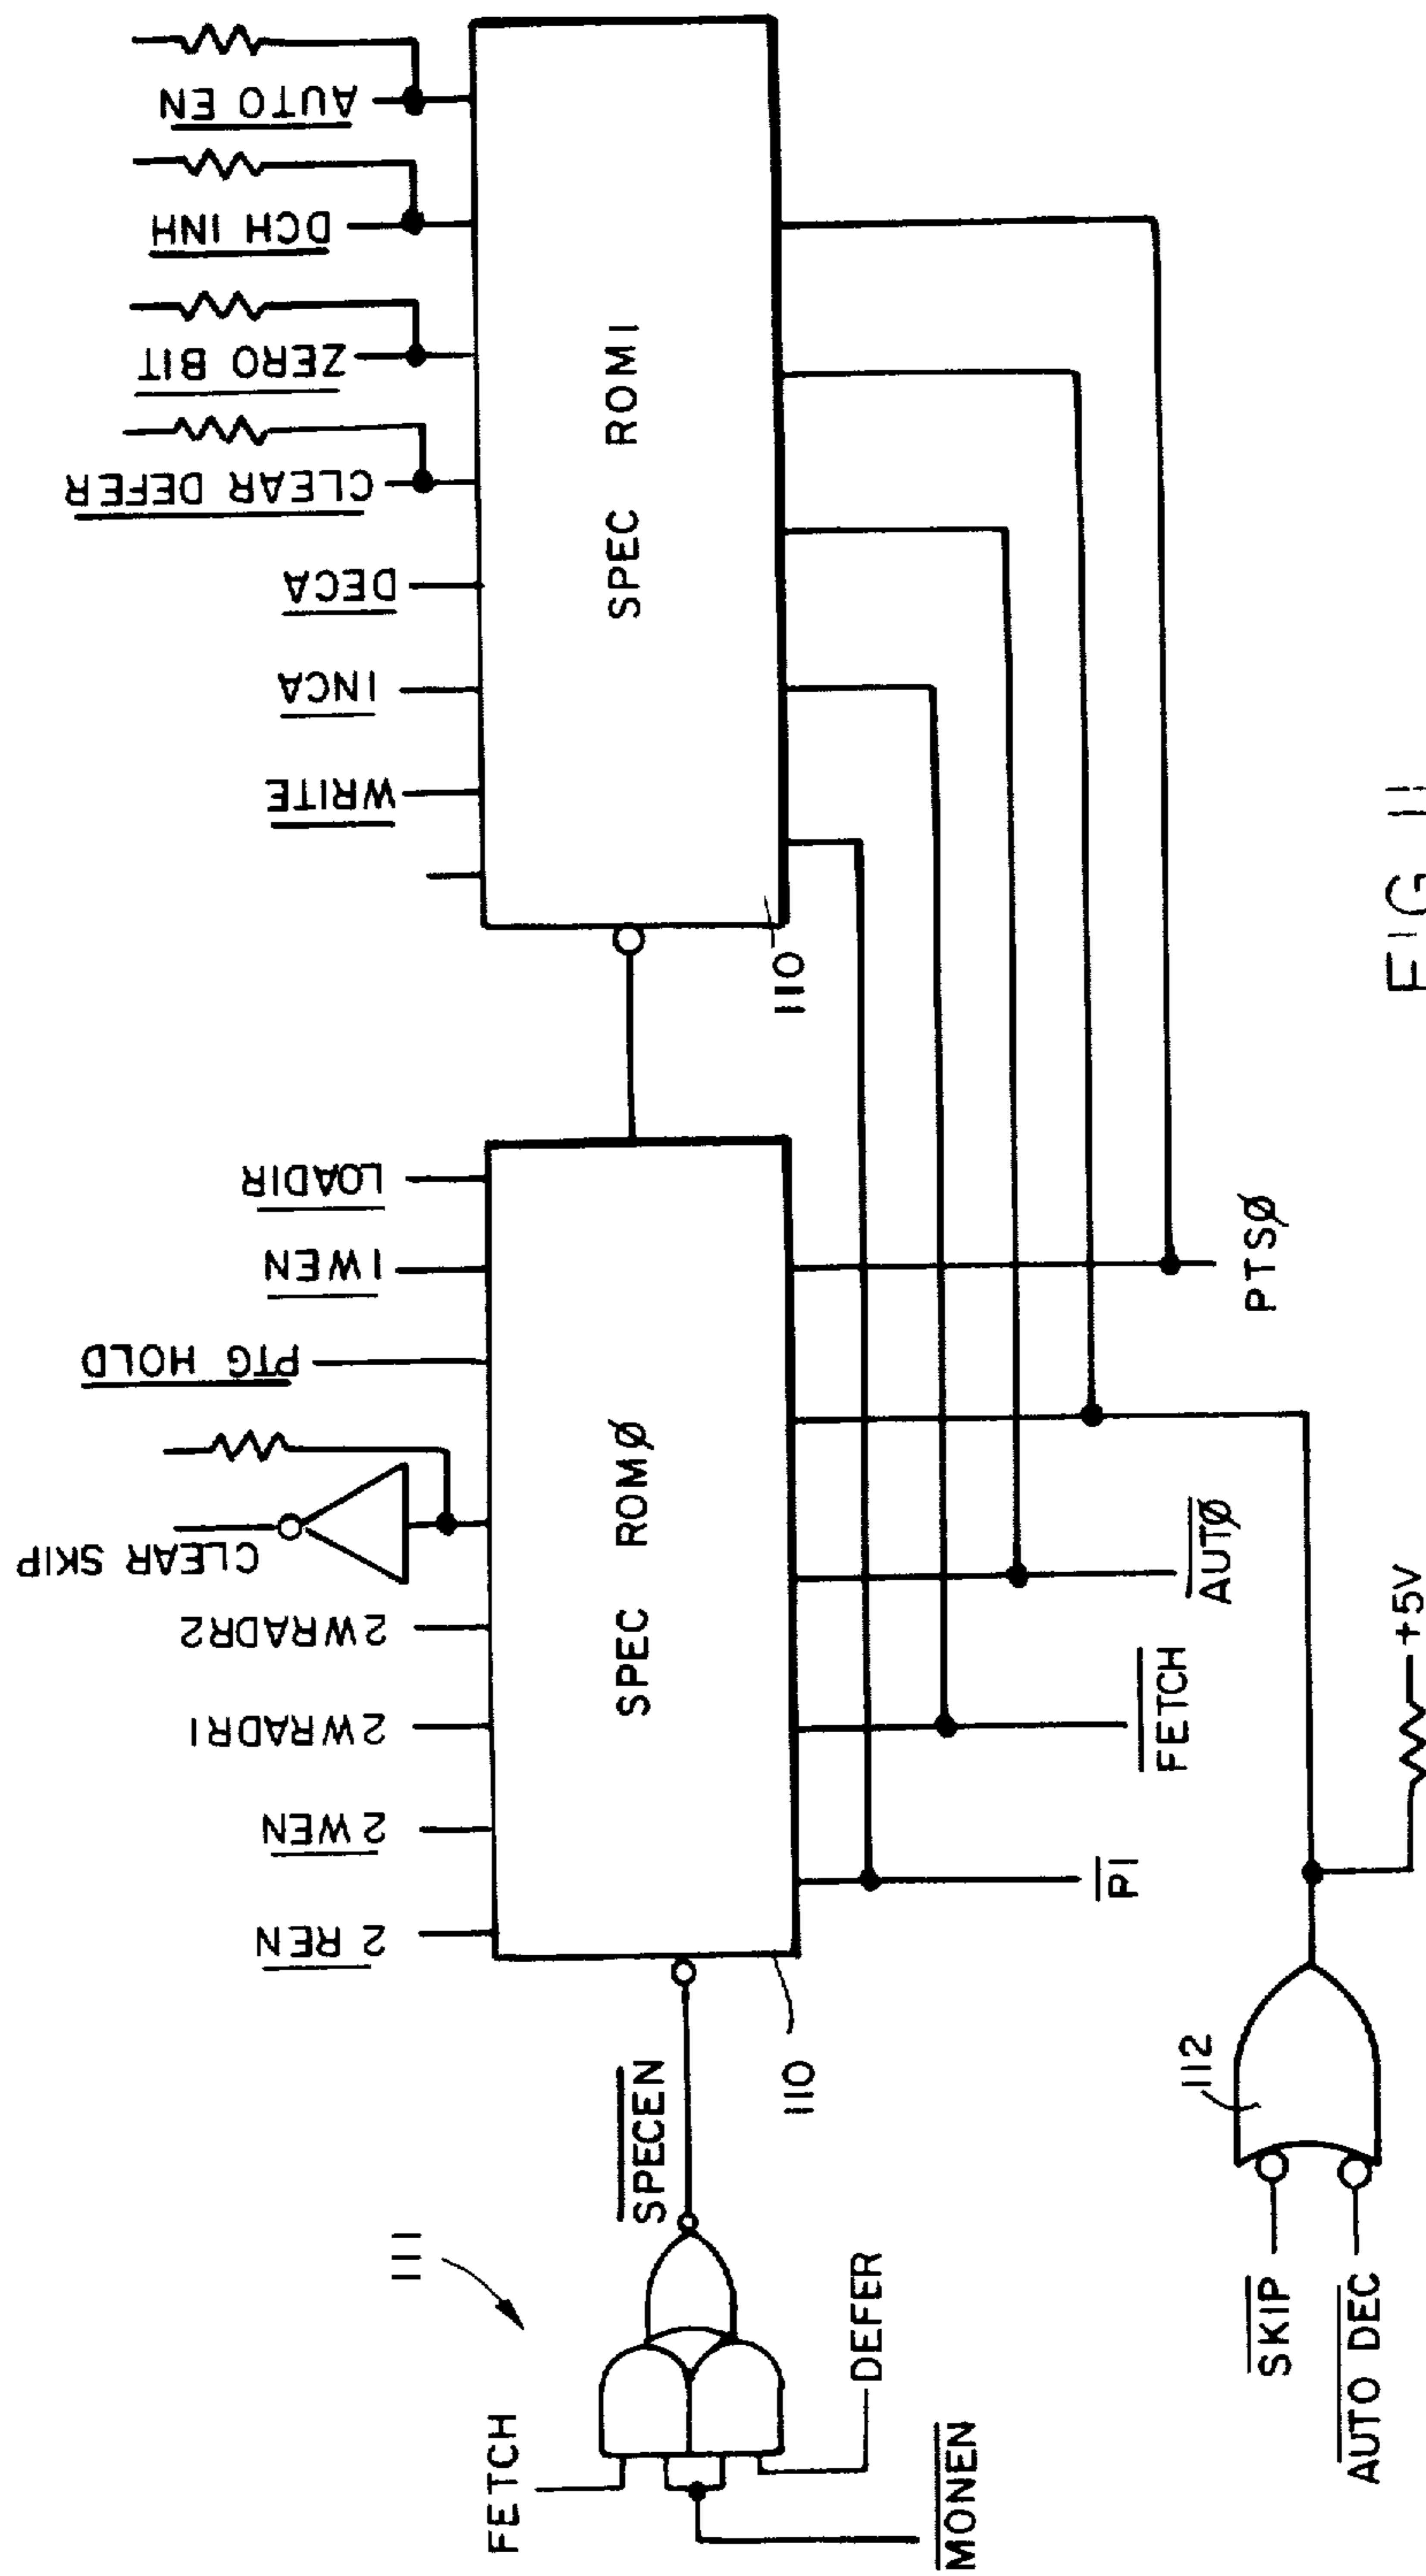 AUTO EN
DCH INH
ZERO BIT
CLEAR DEFER
DECA
INCA
WRITE
SPEC ROM1
110
LOADIR
1WEN
PTG HOLD
CLEAR SKIP
2WRADR2
2WRADR1
2WEN
2 REN
SPEC ROMØ
110
PTSØ
AUTØ
FETCH
PI
SPECEN
111
FETCH
DEFER
MONEN
112
SKIP
AUTO DEC
+5V
FIG 11